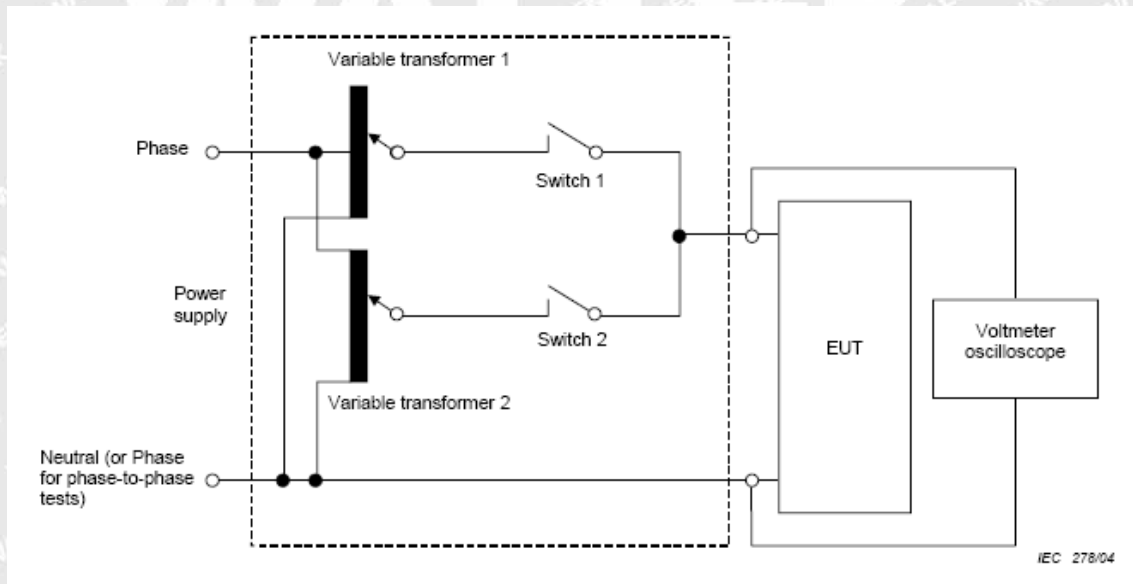 Variable transformer 1
Phase
Switch 1
Power
supply
Switch 2
EUT
Voltmeter
oscilloscope
Variable transformer 2
Neutral (or Phase
for phase-to-phase
tests)
IEC 278/04